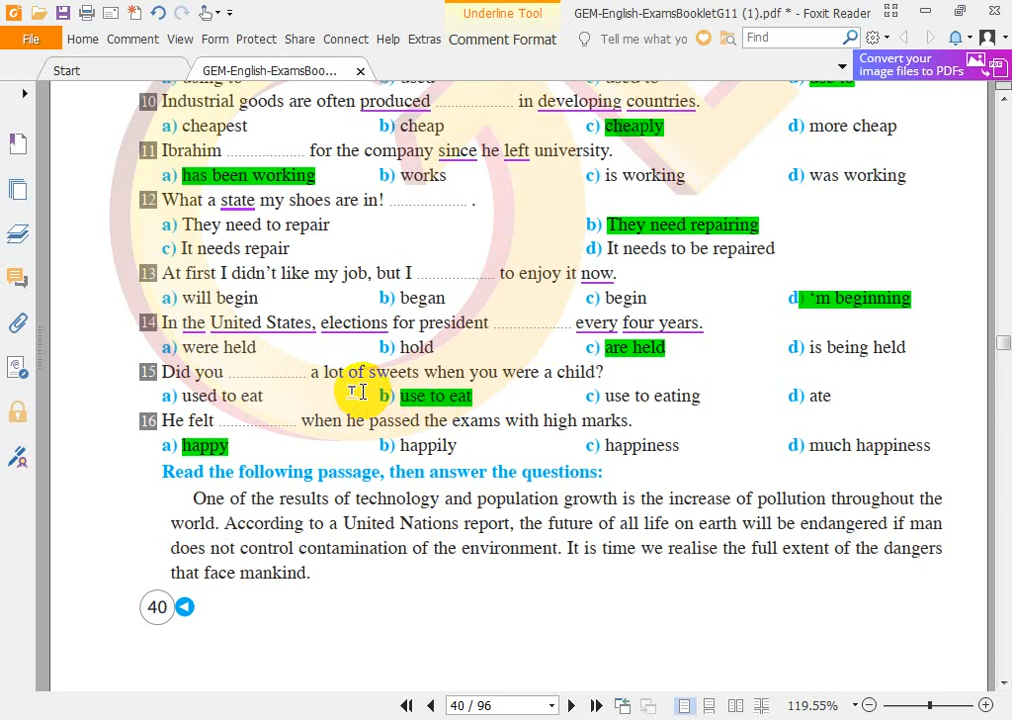 Underline Tool
GEM-English-ExamsBookletG11 (1).pdf * - Foxit Reader
File Home Comment View Form Protect Share Connect Help Extras Comment Format Tell me what yo Find
Start GEM-English-ExamsBoo...
Convert your
image files to PDFs
10 Industrial goods are often produced .................... in developing countries.
a) cheapest b) cheap c) cheaply d) more cheap
11 Ibrahim .................... for the company since he left university.
a) has been working b) works c) is working d) was working
12 What a state my shoes are in! .................... .
a) They need to repair b) They need repairing
c) It needs repair d) It needs to be repaired
13 At first I didn't like my job, but I .................... to enjoy it now.
a) will begin b) began c) begin d) 'm beginning
14 In the United States, elections for president .................... every four years.
a) were held b) hold c) are held d) is being held
15 Did you .................... a lot of sweets when you were a child?
a) used to eat b) use to eat c) use to eating d) ate
16 He felt .................... when he passed the exams with high marks.
a) happy b) happily c) happiness d) much happiness
Read the following passage, then answer the questions:
One of the results of technology and population growth is the increase of pollution throughout the
world. According to a United Nations report, the future of all life on earth will be endangered if man
does not control contamination of the environment. It is time we realise the full extent of the dangers
that face mankind.
40
40 / 96 119.55%